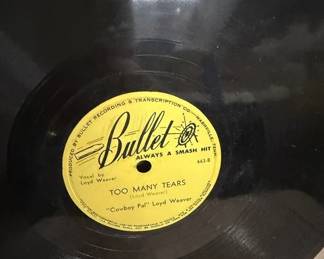 PRODUCED BY BULLET RECORDING & TRANSCRIPTION CO. NASHVILLE, TENN.
Bullet
ALWAYS A SMASH HIT
Vocal by
Loyd Weaver
663-B
TOO MANY TEARS
(Loyd Weaver)
"Cowboy Pal" Loyd Weaver